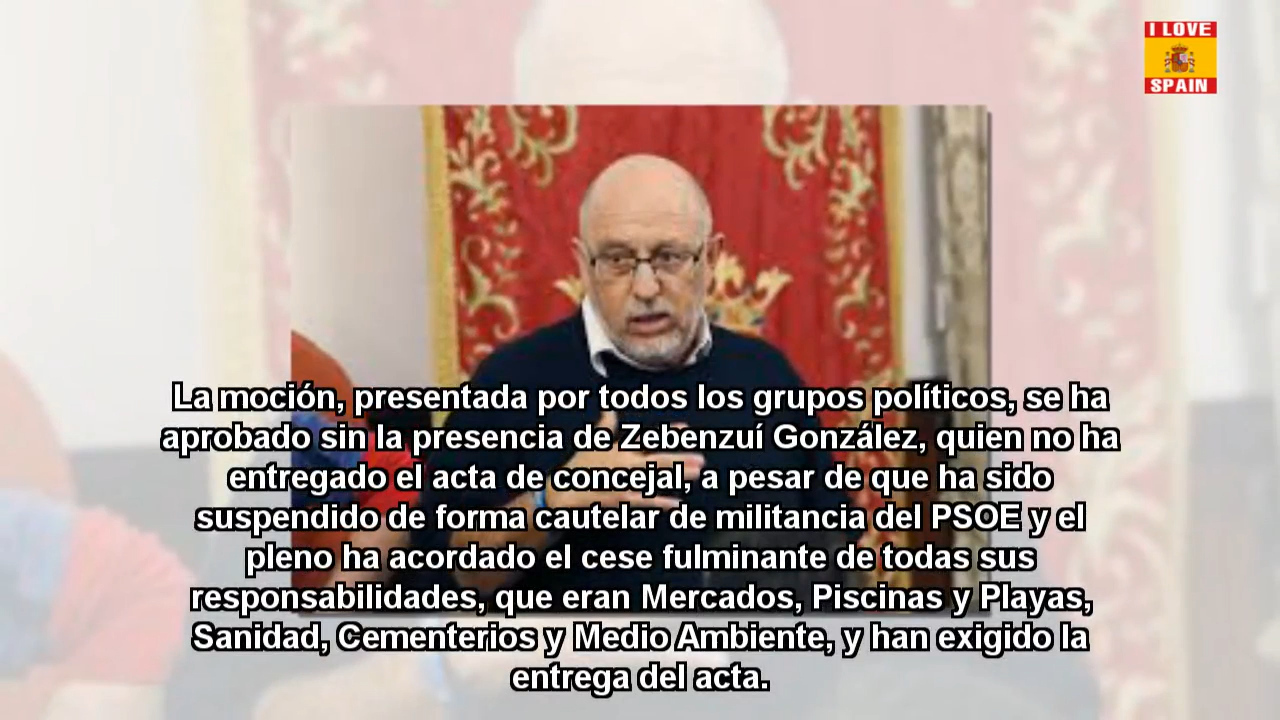 I LOVE
SPAIN
La moción, presentada por todos los grupos políticos, se ha
aprobado sin la presencia de Zebenzuí González, quien no ha
entregado el acta de concejal, a pesar de que ha sido
suspendido de forma cautelar de militancia del PSOE y el
pleno ha acordado el cese fulminante de todas sus
responsabilidades, que eran Mercados, Piscinas y Playas,
Sanidad, Cementerios y Medio Ambiente, y han exigido la
entrega del acta.